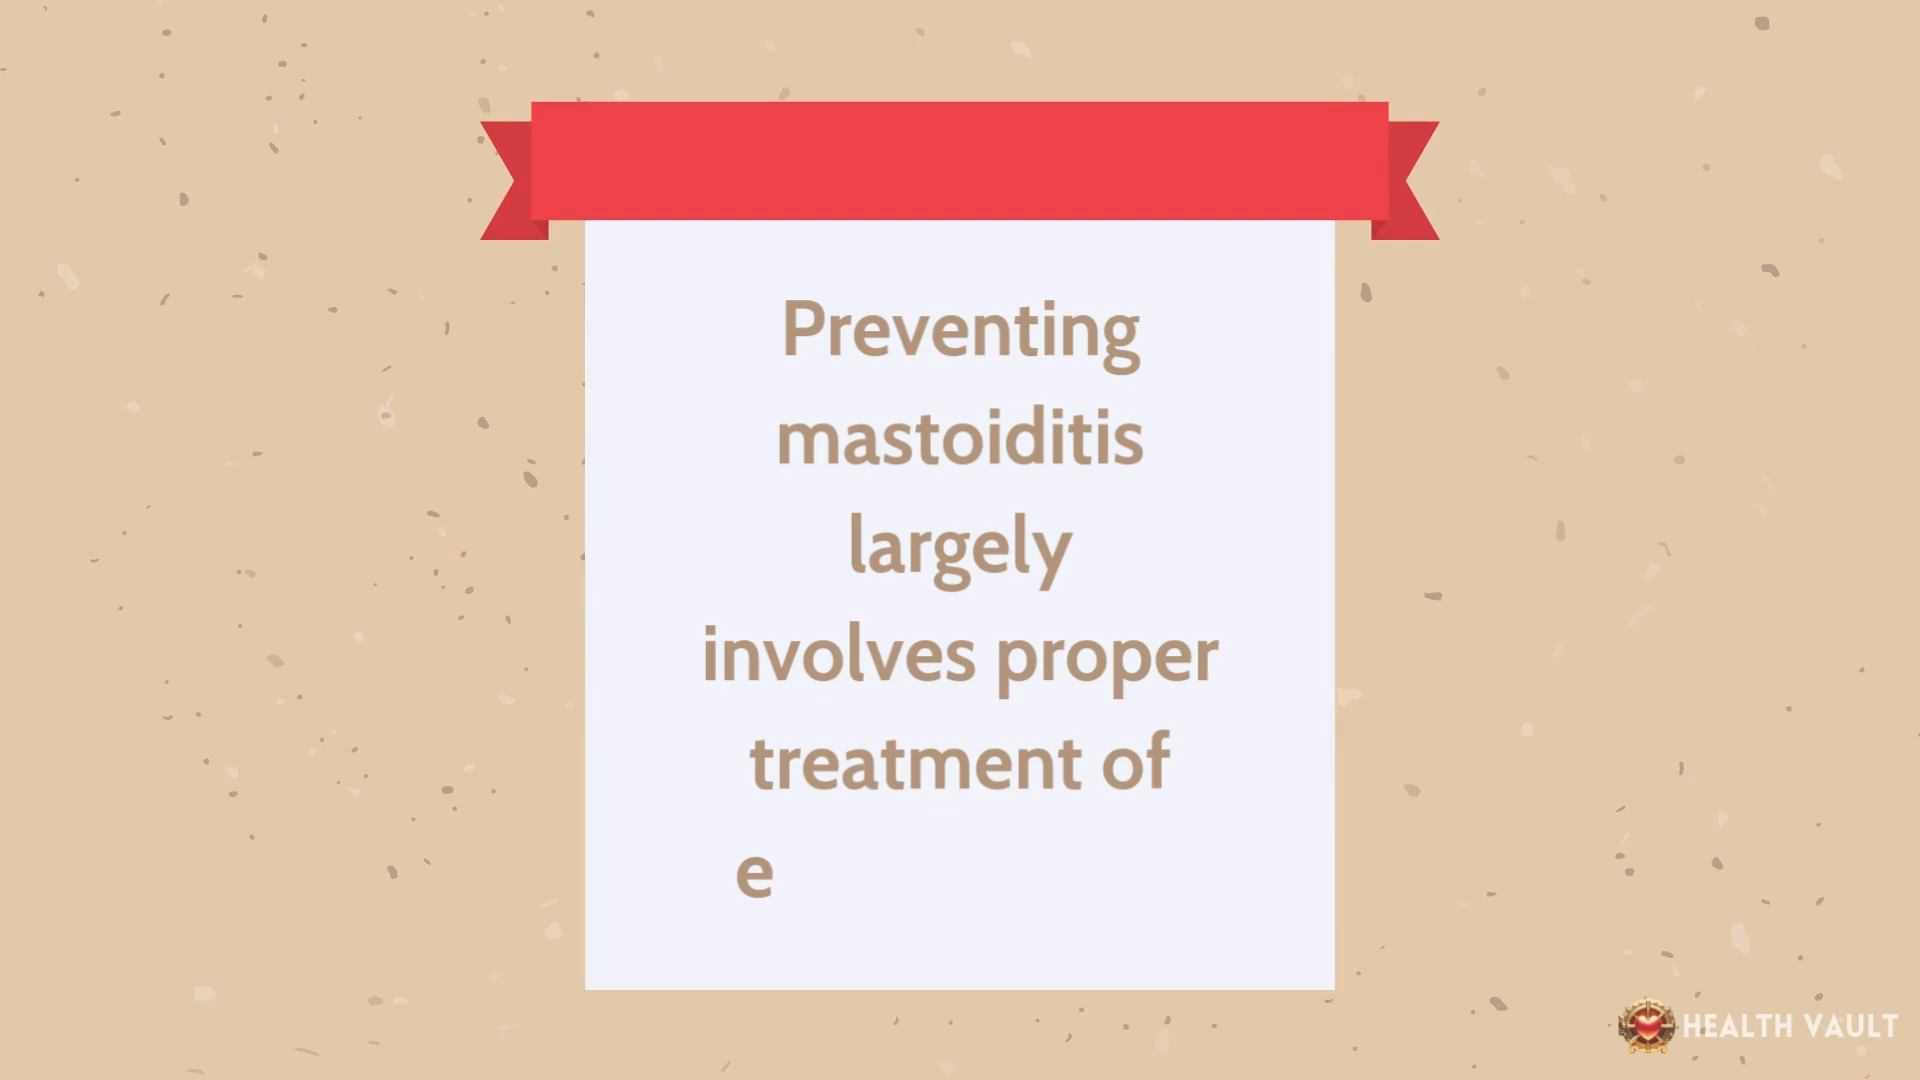 Preventing
mastoiditis
largely
involves proper
treatment of
e
HEALTH VAULT